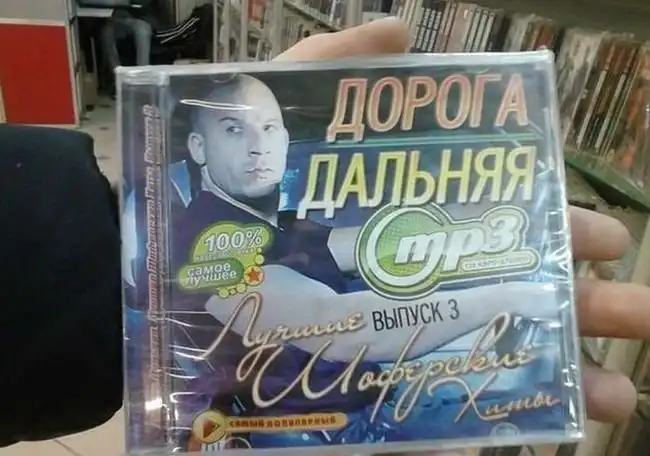 ДОРОГА
ДАЛЬНЯЯ
mp3
100%
САМОЕ
ЛУЧШЕЕ
ВЫПУСК 3
Лучшие
Шоферские
Хиты
САМЫЙ ПОПУЛЯРНЫЙ